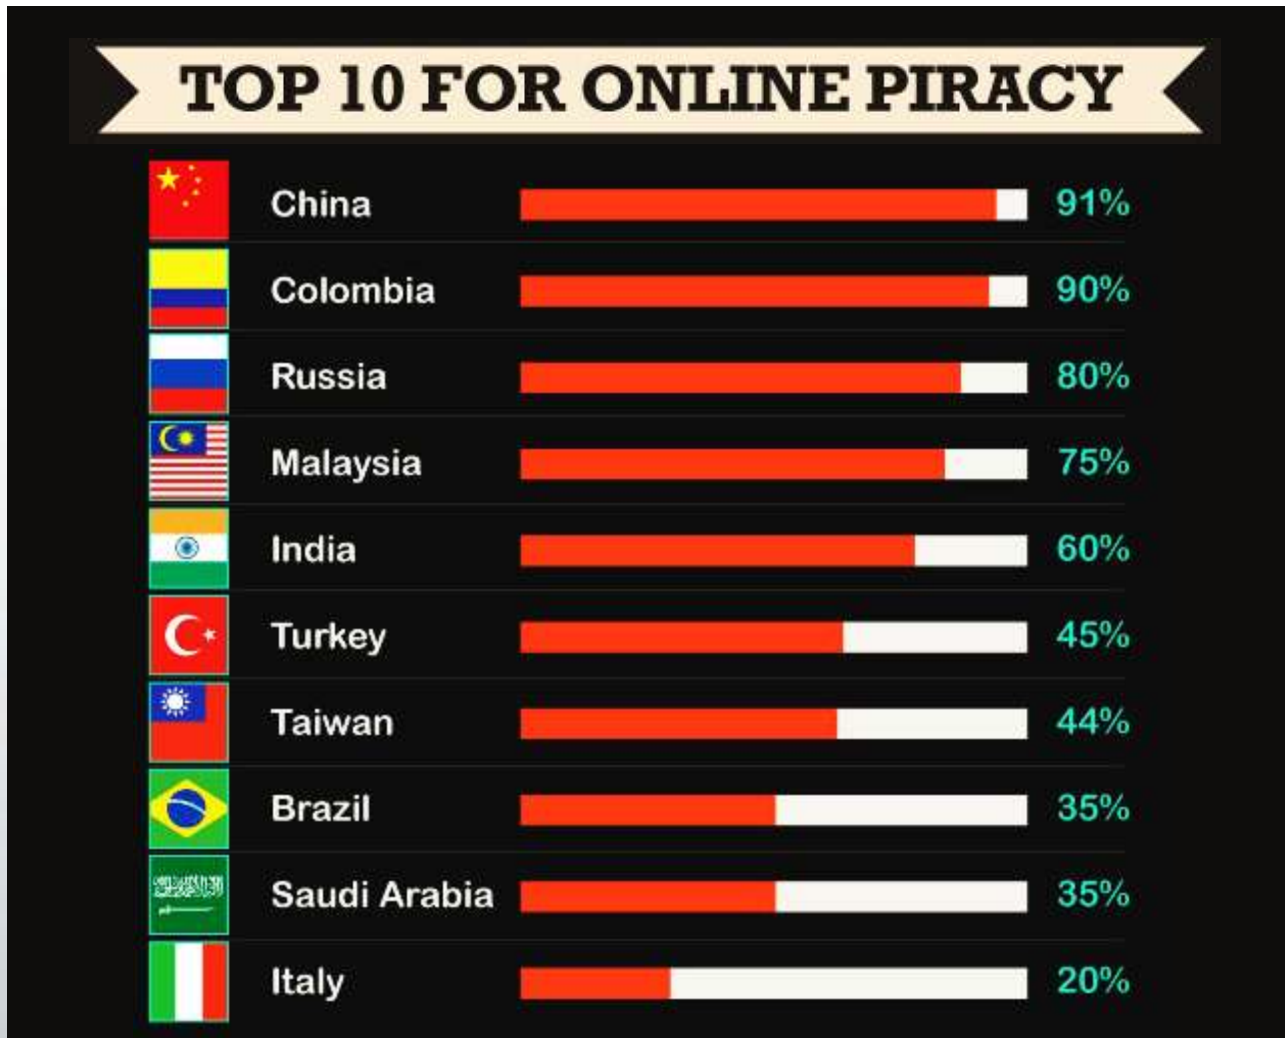 TOP 10 FOR ONLINE PIRACY
China 91%
Colombia 90%
Russia 80%
Malaysia 75%
India 60%
Turkey 45%
Taiwan 44%
Brazil 35%
Saudi Arabia 35%
Italy 20%